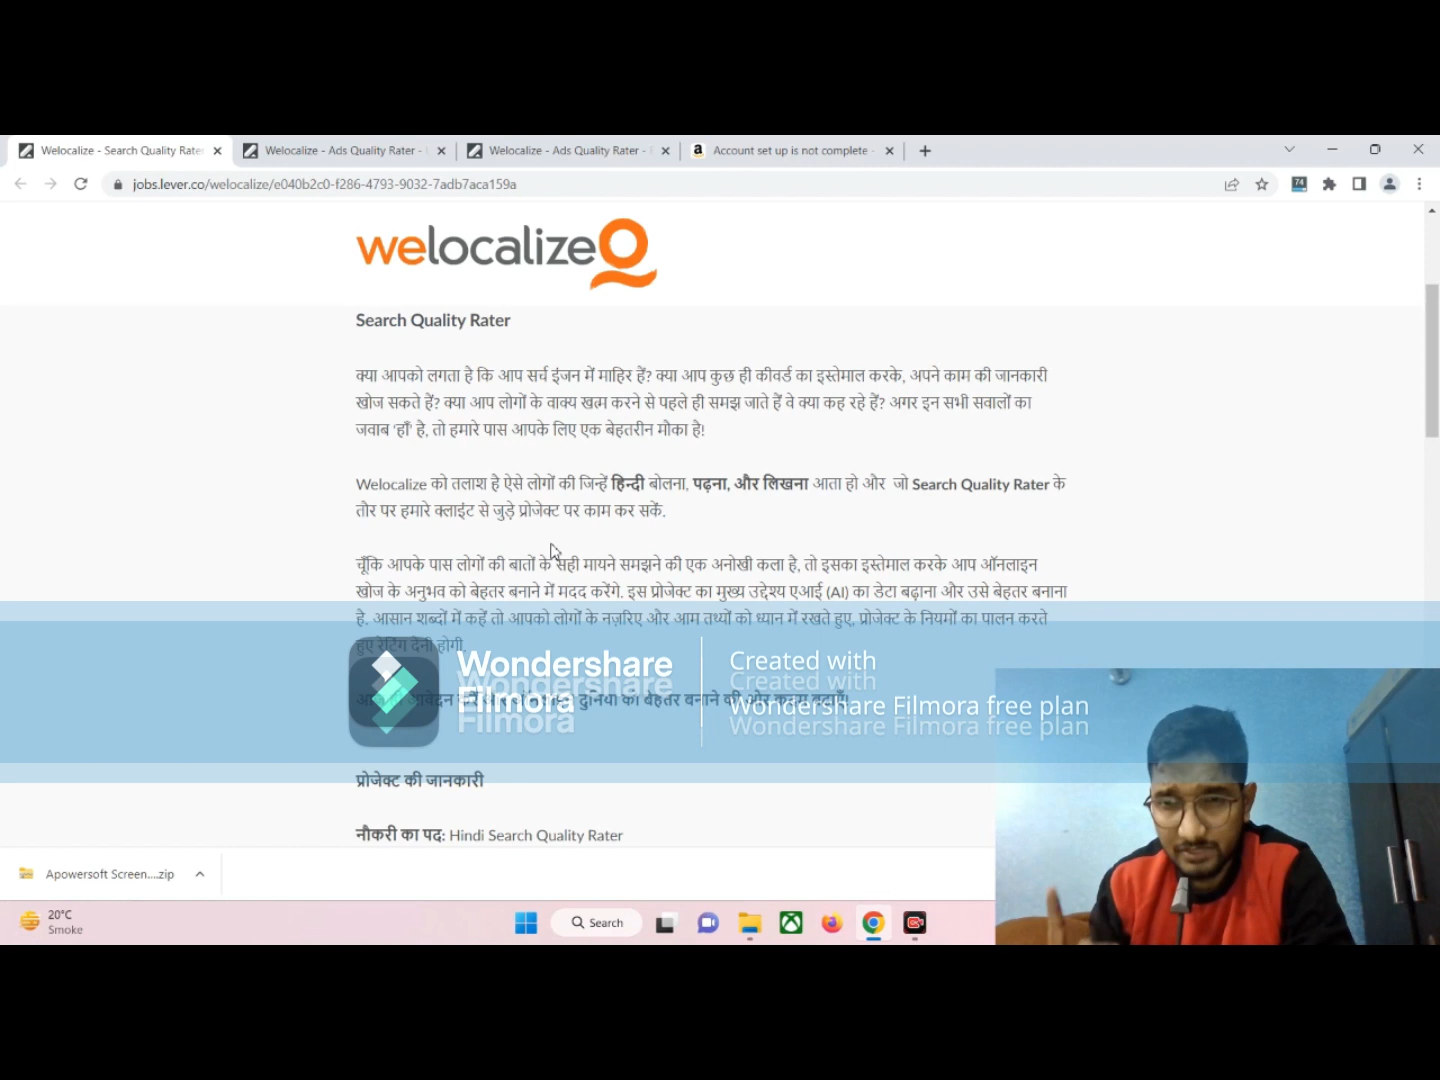 Welocalize - Search Quality Rate
Welocalize - Ads Quality Rater -
Welocalize - Ads Quality Rater -
Account set up is not complete -
jobs.lever.co/welocalize/e040b2c0-f286-4793-9032-7adb7aca159a
74
welocalize
Search Quality Rater
क्या आपको लगता है कि आप सर्च इंजन में माहिर हैं? क्या आप कुछ ही कीवर्ड का इस्तेमाल करके, अपने काम की जानकारी
खोज सकते हैं? क्या आप लोगों के वाक्य खत्म करने से पहले ही समझ जाते हैं वे क्या कह रहे हैं? अगर इन सभी सवालों का
जवाब 'हाँ' है, तो हमारे पास आपके लिए एक बेहतरीन मौका है!
Welocalize को तलाश है ऐसे लोगों की जिन्हें हिन्दी बोलना, पढ़ना, और लिखना आता हो और जो Search Quality Rater के
तौर पर हमारे क्लाइंट से जुड़े प्रोजेक्ट पर काम कर सकें.
चूँकि आपके पास लोगों की बातों के सही मायने समझने की एक अनोखी कला है, तो इसका इस्तेमाल करके आप ऑनलाइन
खोज के अनुभव को बेहतर बनाने में मदद करेंगे. इस प्रोजेक्ट का मुख्य उद्देश्य एआई (AI) का डेटा बढ़ाना और उसे बेहतर बनाना
है. आसान शब्दों में कहें तो आपको लोगों के नज़रिए और आम तथ्यों को ध्यान में रखते हुए, प्रोजेक्ट के नियमों का पालन करते
हुए रेटिंग देनी होगी.
दुनिया को बेहतर बनाने की ओर कदम बढ़ाएँ!
Wondershare
Filmora
Created with
Wondershare Filmora free plan
प्रोजेक्ट की जानकारी
नौकरी का पद: Hindi Search Quality Rater
Apowersoft Screen....zip
20°C
Smoke
Search